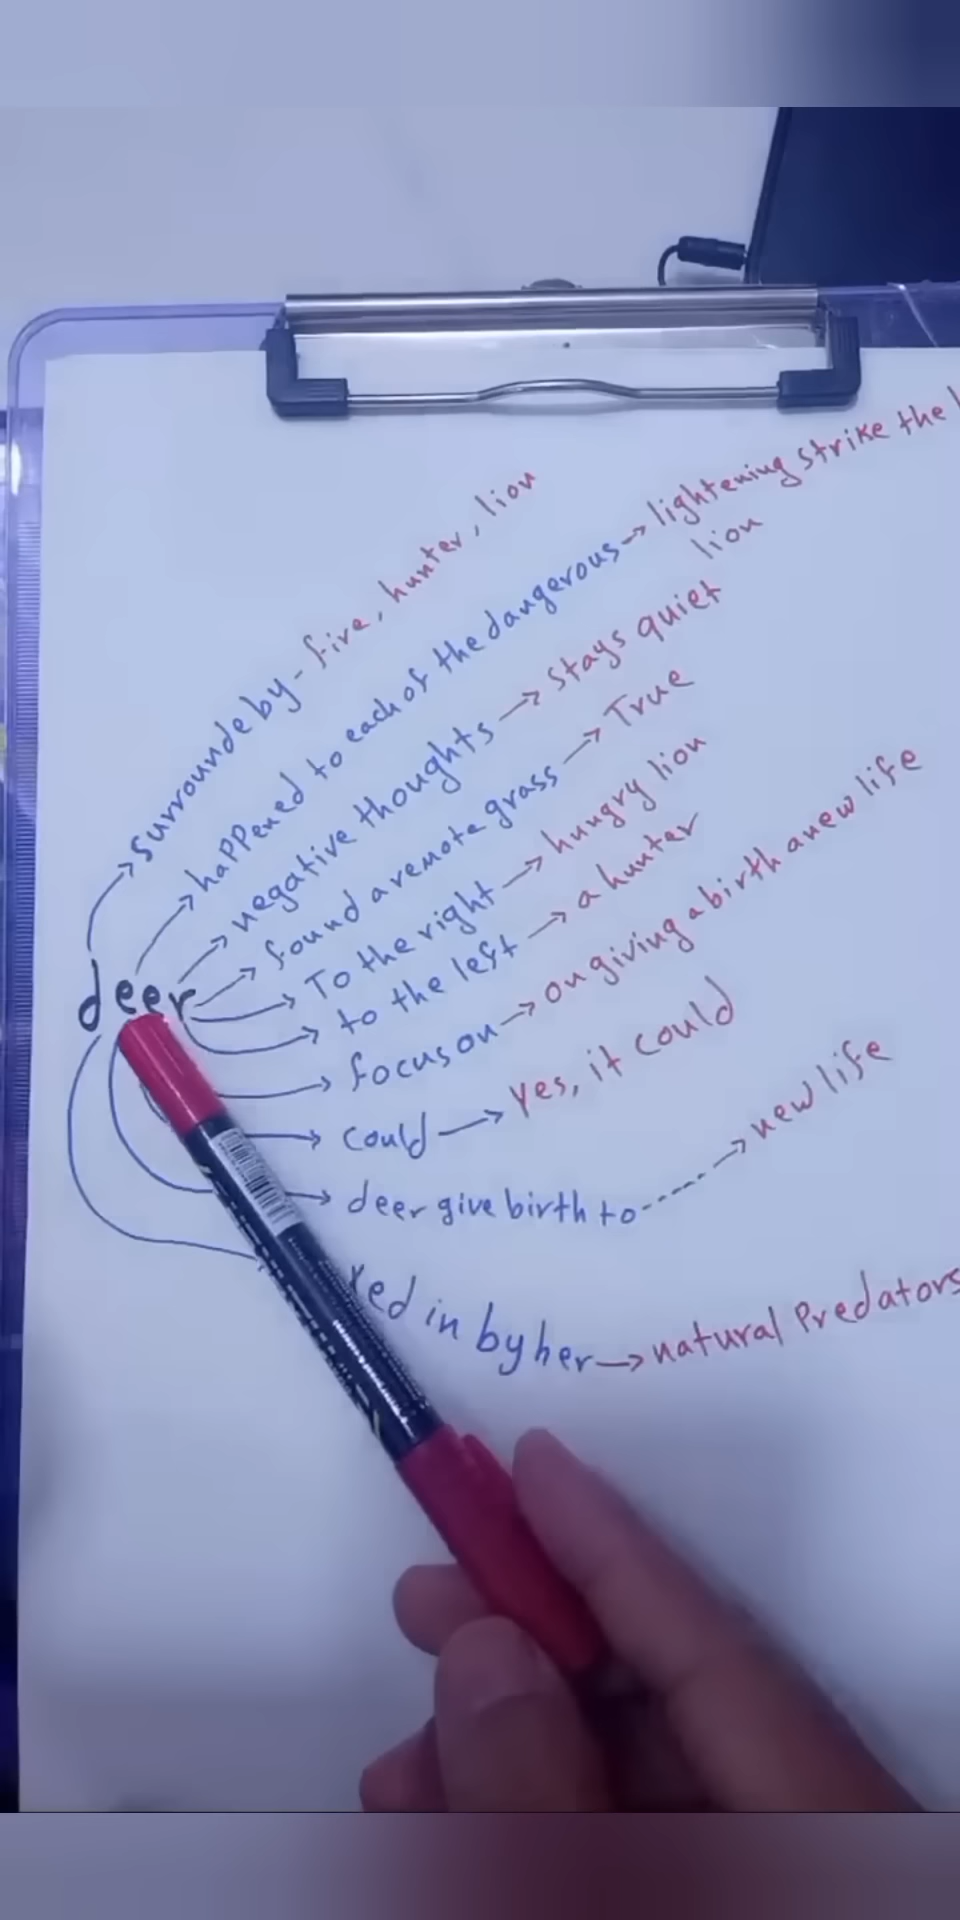 surrounde by - fire, hunter, lion
happened to each of the dangerous → lightening strike the
lion
negative thoughts → stays quiet
found a remote grass → True
To the right → hungry lion
to the left → a hunter
deer
focus on → on giving a birth a new life
could → yes, it could
deer give birth to ----→ new life
in by her → natural Predators